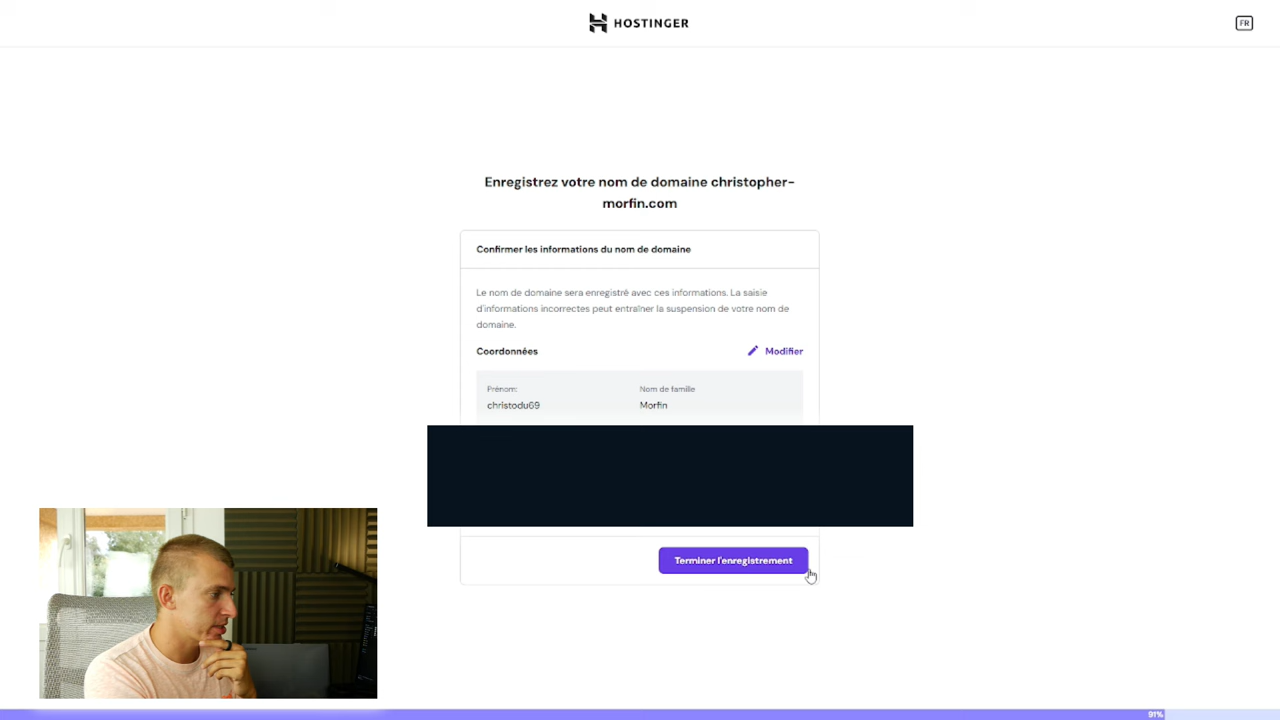 HOSTINGER
FR
Enregistrez votre nom de domaine christopher-
morfin.com
Confirmer les informations du nom de domaine
Le nom de domaine sera enregistré avec ces informations. La saisie
d'informations incorrectes peut entraîner la suspension de votre nom de
domaine.
Coordonnées
Modifier
Prénom:
Nom de famille
christodu69
Morfin
Terminer l'enregistrement
91%